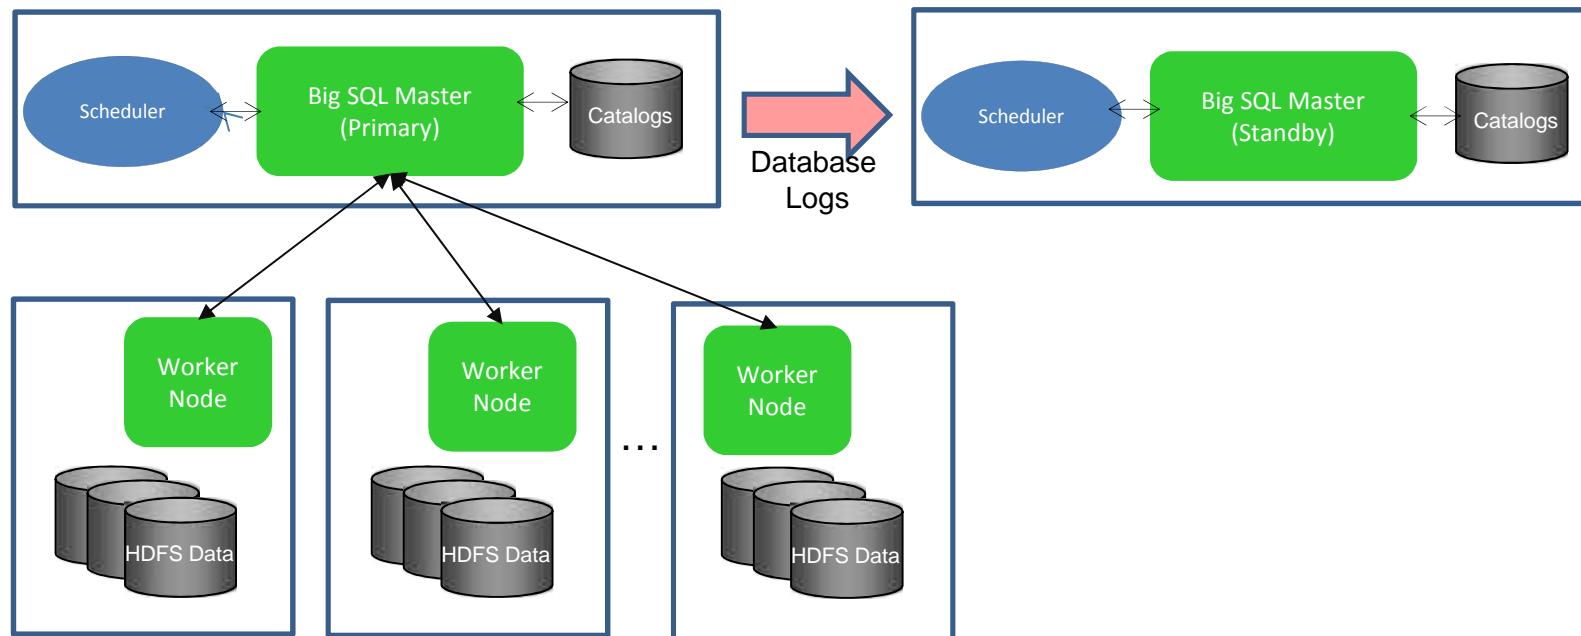 Scheduler
Big SQL Master
(Primary)
Catalogs
Database
Logs
Scheduler
Big SQL Master
(Standby)
Catalogs
Worker
Node
Worker
Node
...
Worker
Node
HDFS Data
HDFS Data
HDFS Data